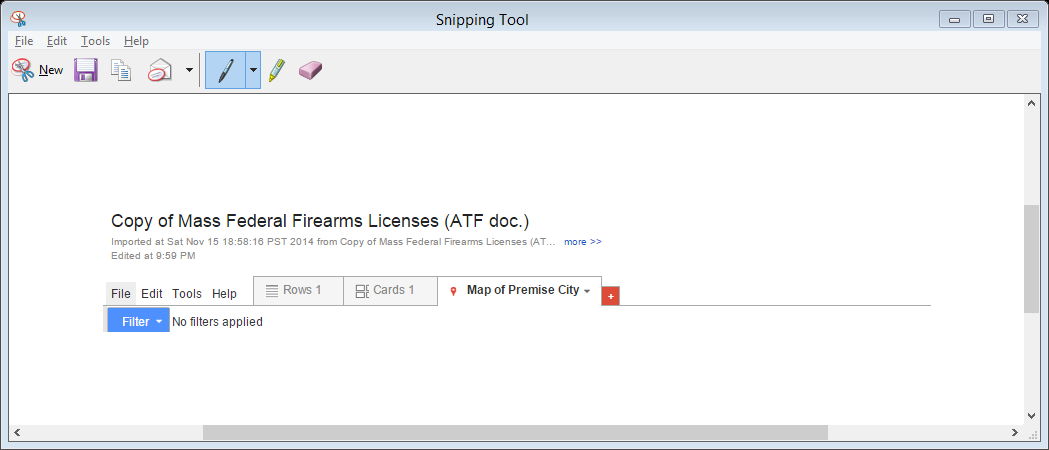 Snipping Tool
File Edit Tools Help
New
Copy of Mass Federal Firearms Licenses (ATF doc.)
Imported at Sat Nov 15 18:58:16 PST 2014 from Copy of Mass Federal Firearms Licenses (AT... more >>
Edited at 9:59 PM
File Edit Tools Help Rows 1 Cards 1 Map of Premise City +
Filter No filters applied